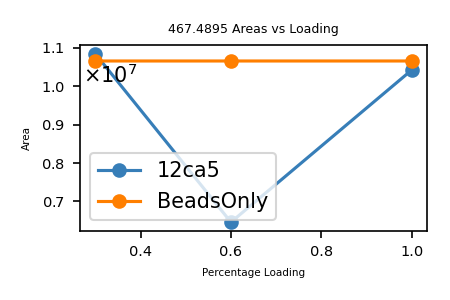 467.4895 Areas vs Loading
1.1
×10⁷
1.0
0.9
Area
0.8
0.7
12ca5
BeadsOnly
0.4 0.6 0.8 1.0
Percentage Loading